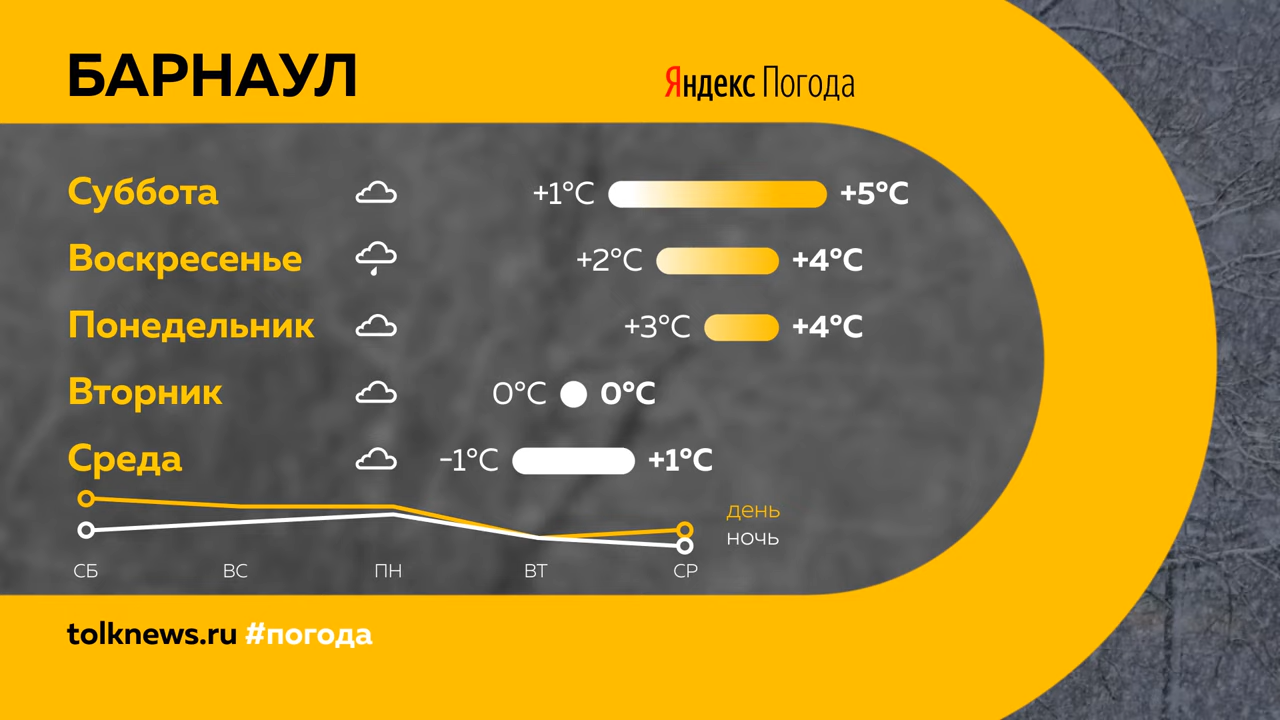 БАРНАУЛ
Яндекс Погода
Суббота +1°C +5°C
Воскресенье +2°C +4°C
Понедельник +3°C +4°C
Вторник 0°C 0°C
Среда -1°C +1°C
день
ночь
СБ ВС ПН ВТ СР
tolknews.ru #погода